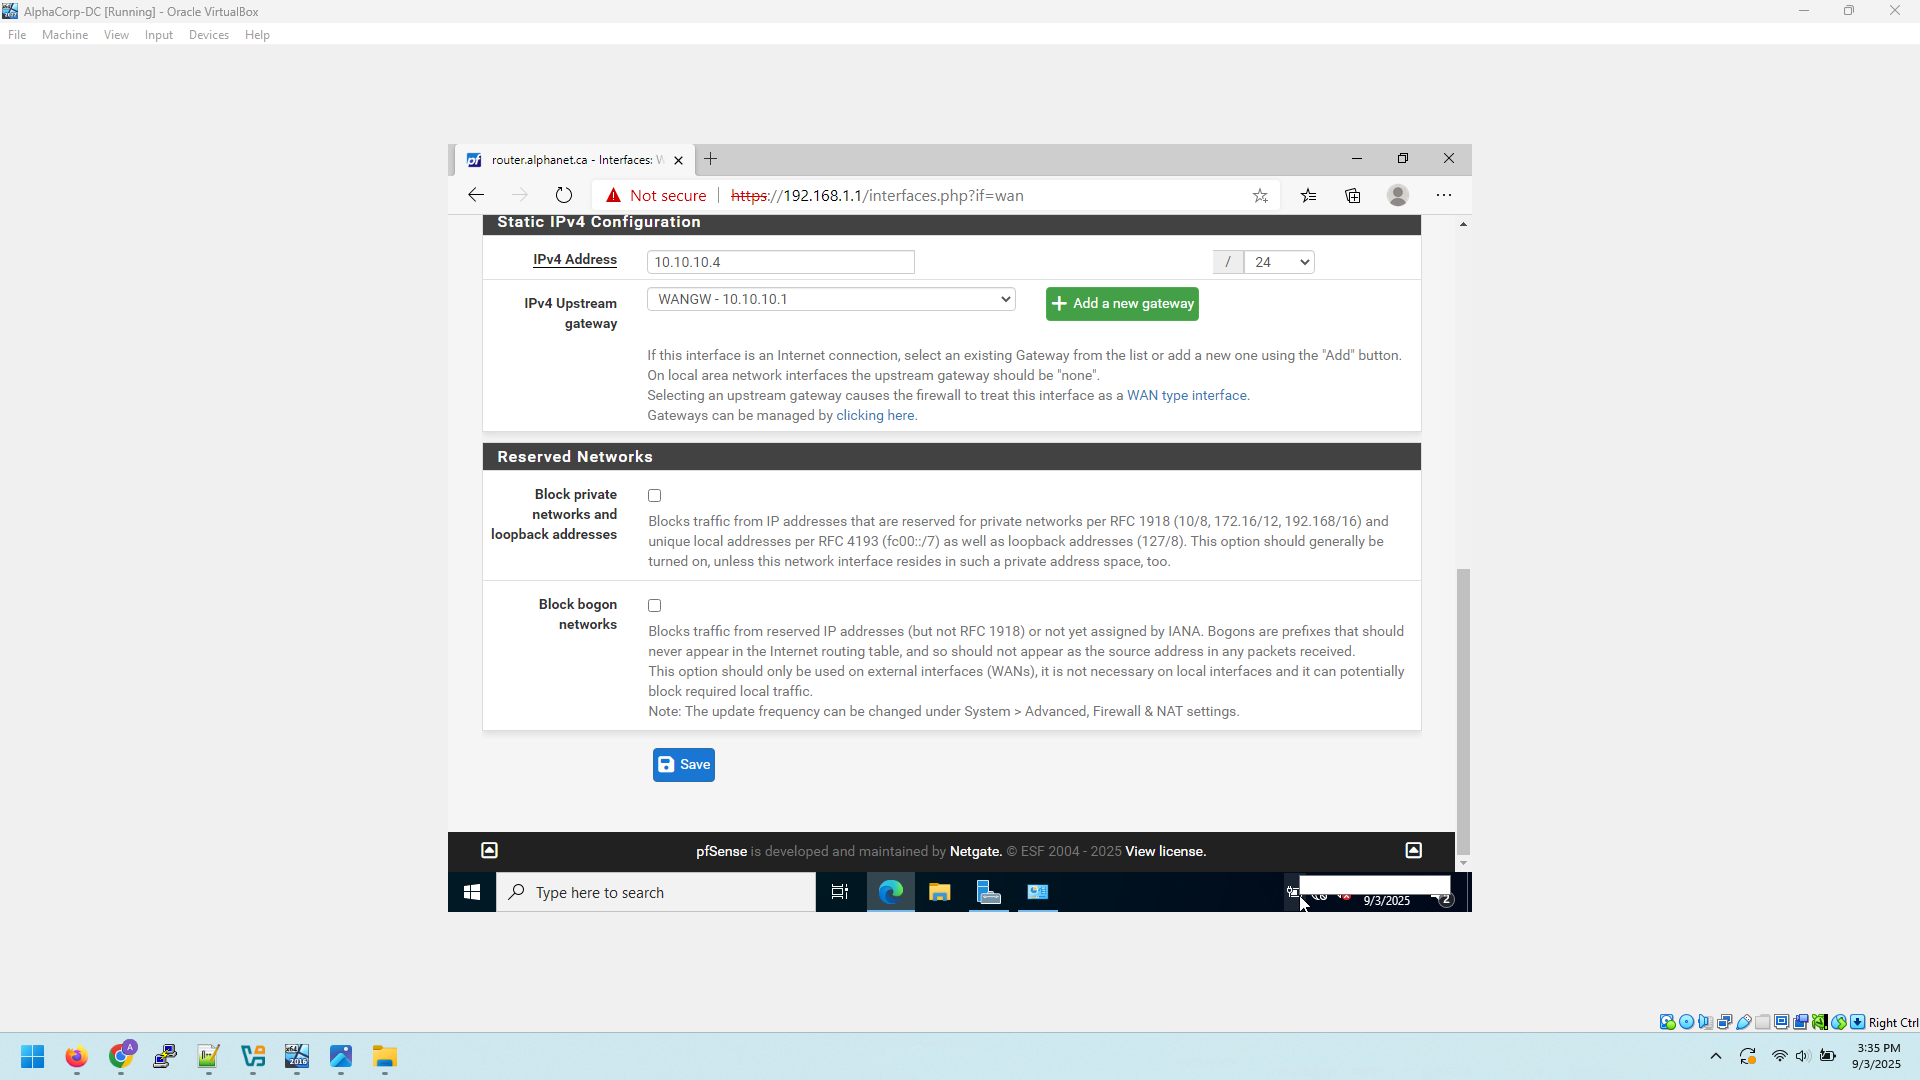 AlphaCorp-DC [Running] - Oracle VirtualBox
File Machine View Input Devices Help
router.alphanet.ca - Interfaces: W
Not secure https://192.168.1.1/interfaces.php?if=wan
Static IPv4 Configuration
IPv4 Address 10.10.10.4 / 24
IPv4 Upstream gateway WANGW - 10.10.10.1 Add a new gateway
If this interface is an Internet connection, select an existing Gateway from the list or add a new one using the "Add" button.
On local area network interfaces the upstream gateway should be "none".
Selecting an upstream gateway causes the firewall to treat this interface as a WAN type interface.
Gateways can be managed by clicking here.
Reserved Networks
Block private
networks and
loopback addresses
Blocks traffic from IP addresses that are reserved for private networks per RFC 1918 (10/8, 172.16/12, 192.168/16) and
unique local addresses per RFC 4193 (fc00::/7) as well as loopback addresses (127/8). This option should generally be
turned on, unless this network interface resides in such a private address space, too.
Block bogon
networks
Blocks traffic from reserved IP addresses (but not RFC 1918) or not yet assigned by IANA. Bogons are prefixes that should
never appear in the Internet routing table, and so should not appear as the source address in any packets received.
This option should only be used on external interfaces (WANs), it is not necessary on local interfaces and it can potentially
block required local traffic.
Note: The update frequency can be changed under System > Advanced, Firewall & NAT settings.
Save
pfSense is developed and maintained by Netgate. © ESF 2004 - 2025 View license.
Type here to search
9/3/2025
2
Right Ctrl
3:35 PM
9/3/2025